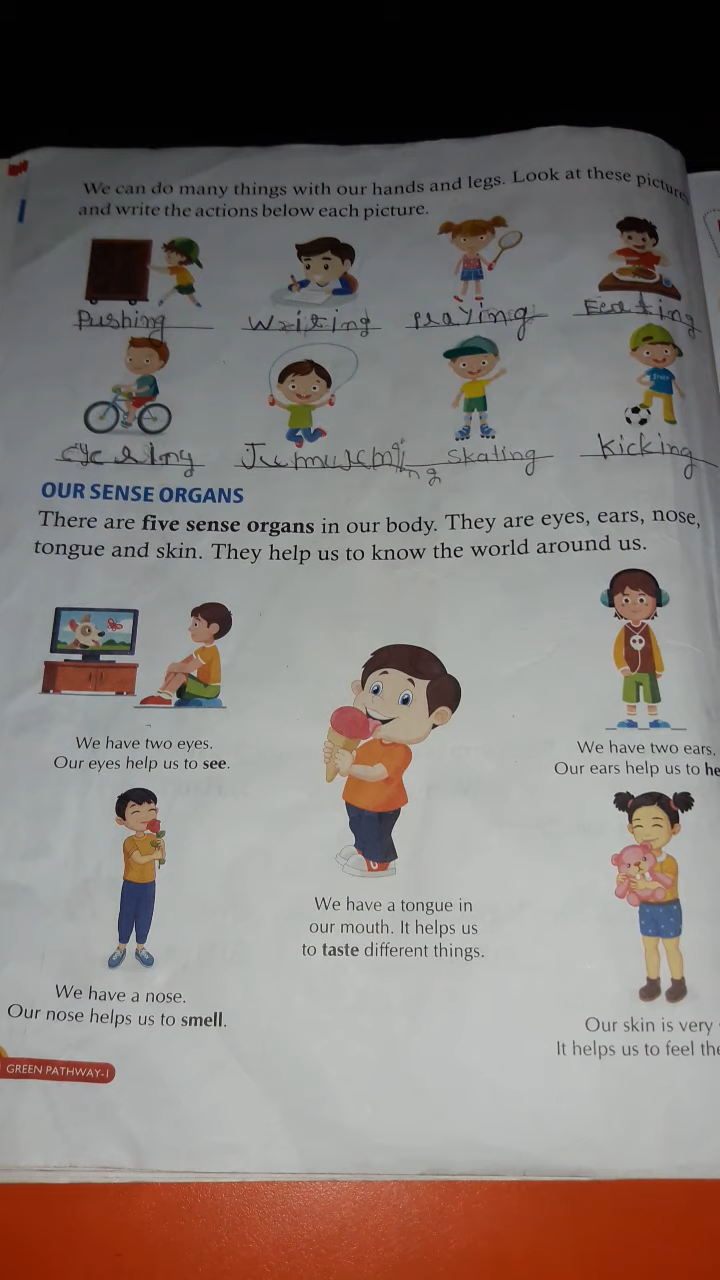 We can do many things with our hands and legs. Look at these picture
and write the actions below each picture.
Pushing Writing Playing Eating
Skating Kicking
OUR SENSE ORGANS
There are five sense organs in our body. They are eyes, ears, nose,
tongue and skin. They help us to know the world around us.
We have two eyes.
Our eyes help us to see.
We have two ears.
Our ears help us to he
We have a tongue in
our mouth. It helps us
to taste different things.
We have a nose.
Our nose helps us to smell.
Our skin is very
It helps us to feel the
GREEN PATHWAY-1